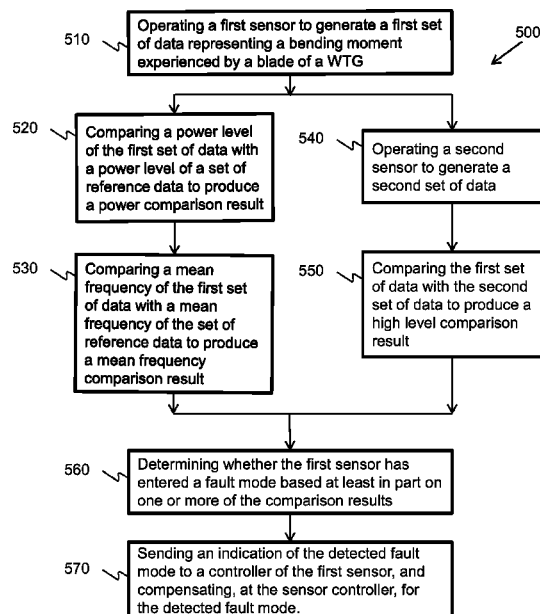 510
Operating a first sensor to generate a first set
of data representing a bending moment
experienced by a blade of a WTG
500
520
Comparing a power level
of the first set of data with
a power level of a set of
reference data to produce
a power comparison result
540
Operating a second
sensor to generate a
second set of data
530
Comparing a mean
frequency of the first set
of data with a mean
frequency of the set of
reference data to produce
a mean frequency
comparison result
550
Comparing the first set
of data with the second
set of data to produce a
high level comparison
result
560
Determining whether the first sensor has
entered a fault mode based at least in part on
one or more of the comparison results
570
Sending an indication of the detected fault
mode to a controller of the first sensor, and
compensating, at the sensor controller, for
the detected fault mode.